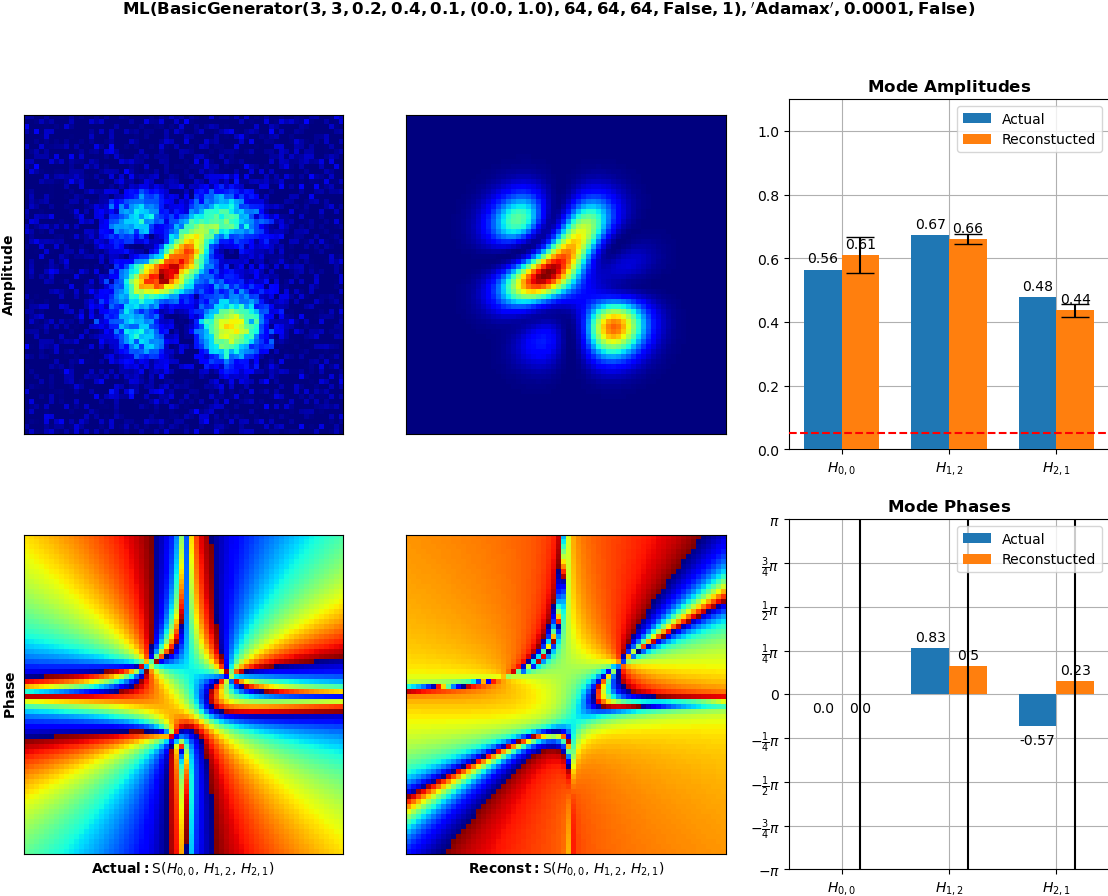 ML(BasicGenerator(3, 3, 0.2, 0.4, 0.1, (0.0, 1.0), 64, 64, 64, False, 1), ′Adamax′, 0.0001, False)
Amplitude
Mode Amplitudes
Actual
Reconstucted
1.0
0.8
0.6
0.4
0.2
0.0
0.56
0.61
0.67
0.66
0.48
0.44
H0,0
H1,2
H2,1
Phase
Actual: S(H0,0, H1,2, H2,1)
Reconst: S(H0,0, H1,2, H2,1)
Mode Phases
Actual
Reconstucted
π
3/4π
1/2π
1/4π
0
−1/4π
−1/2π
−3/4π
−π
0.0
0.0
0.83
0.5
-0.57
0.23
H0,0
H1,2
H2,1